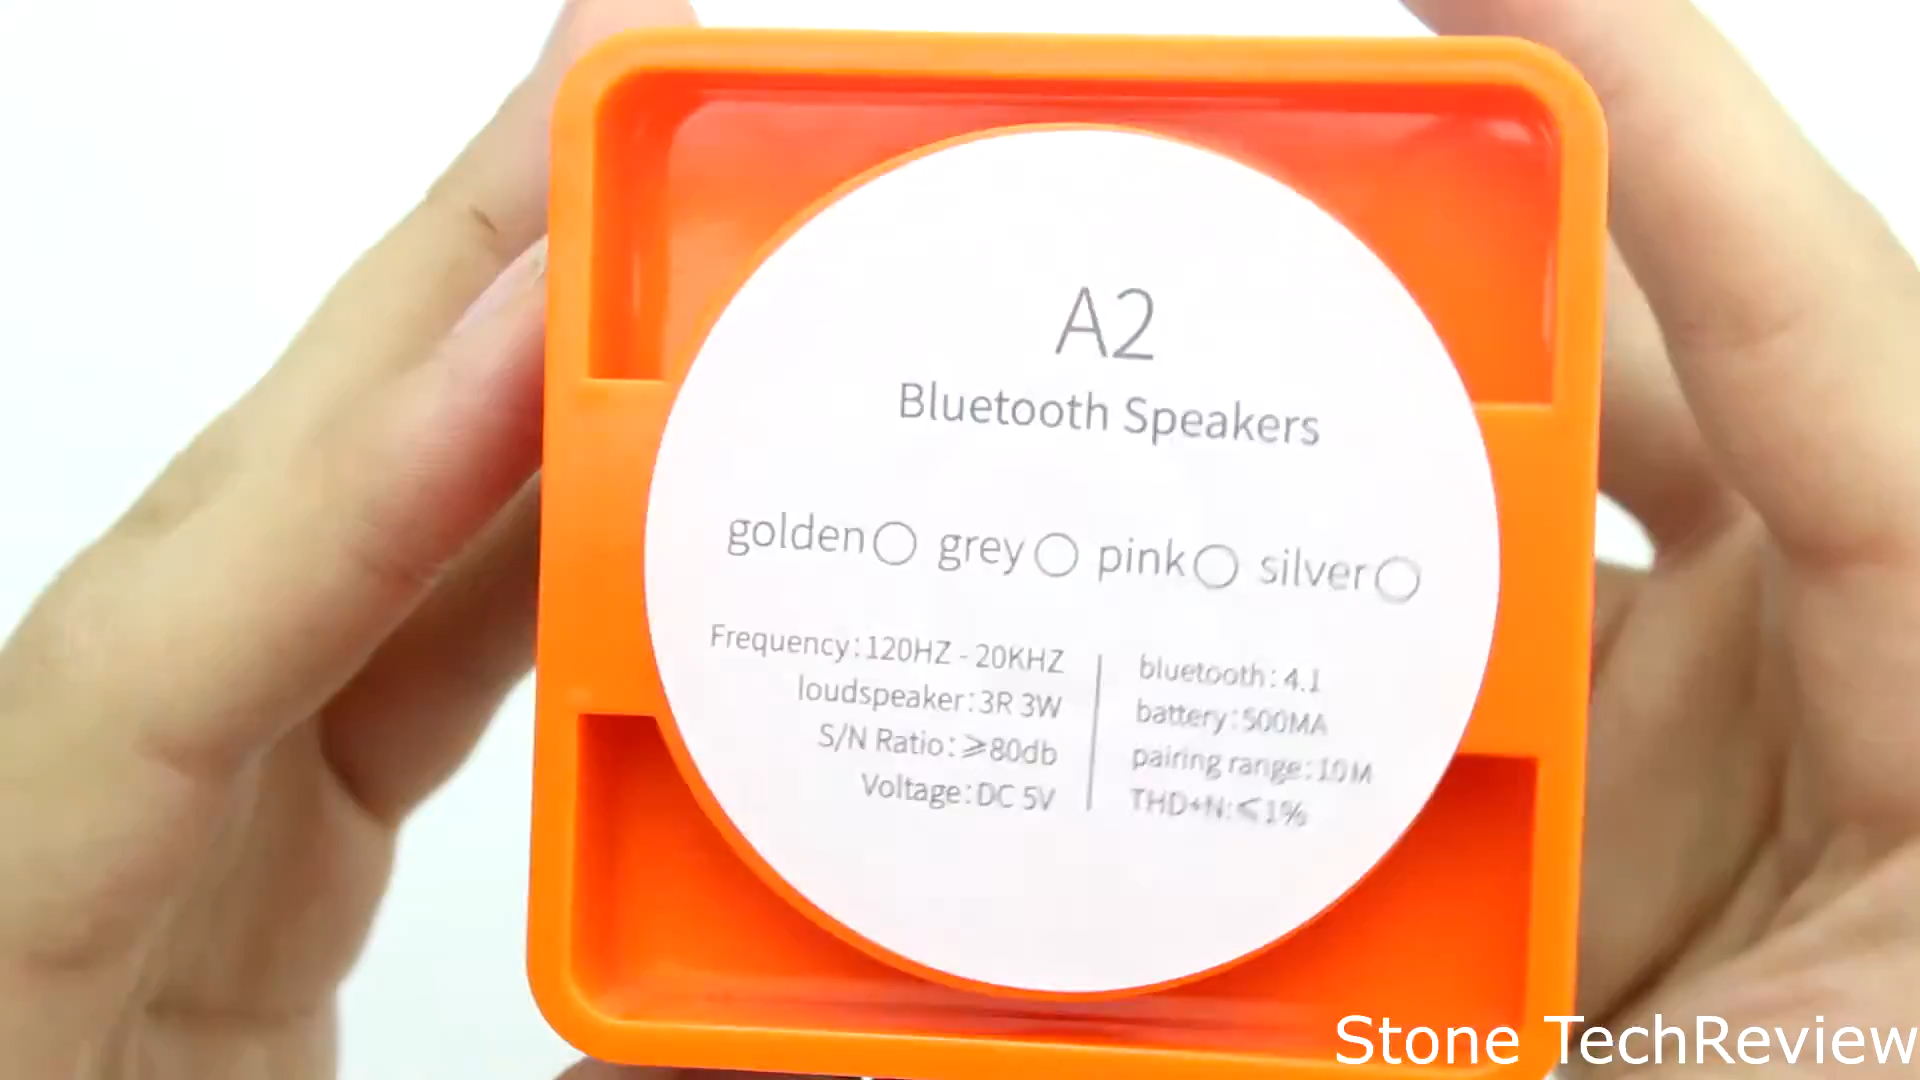 A2
Bluetooth Speakers
golden○ grey○ pink○ silver○
Frequency:120HZ - 20KHZ
loudspeaker:3R 3W
S/N Ratio:⩾80db
Voltage:DC 5V
bluetooth: 4.1
battery:500MA
pairing range:10M
THD+N:⩽1%
Stone TechReview